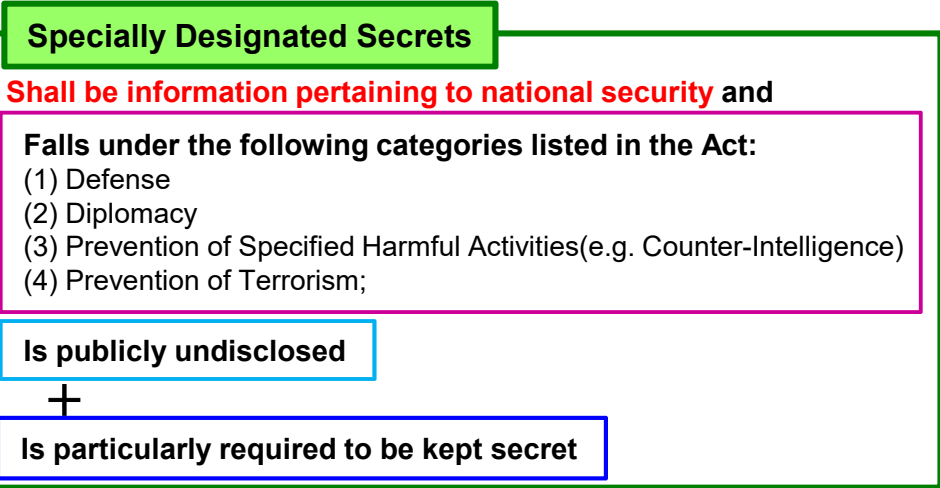 Specially Designated Secrets
Shall be information pertaining to national security and
Falls under the following categories listed in the Act:
(1) Defense
(2) Diplomacy
(3) Prevention of Specified Harmful Activities(e.g. Counter-Intelligence)
(4) Prevention of Terrorism;
Is publicly undisclosed
+
Is particularly required to be kept secret